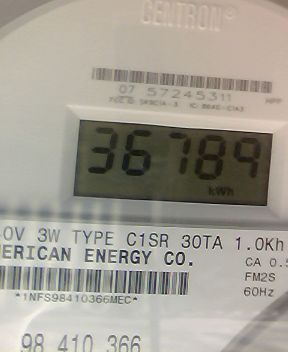 CENTRON®
07 57245311
36789
kWh
0V 3W TYPE C1SR 30TA 1.0Kh
ERICAN ENERGY CO.
CA 0.5
FM2S
60Hz
*1NFS98410366MEC*
98 410 366